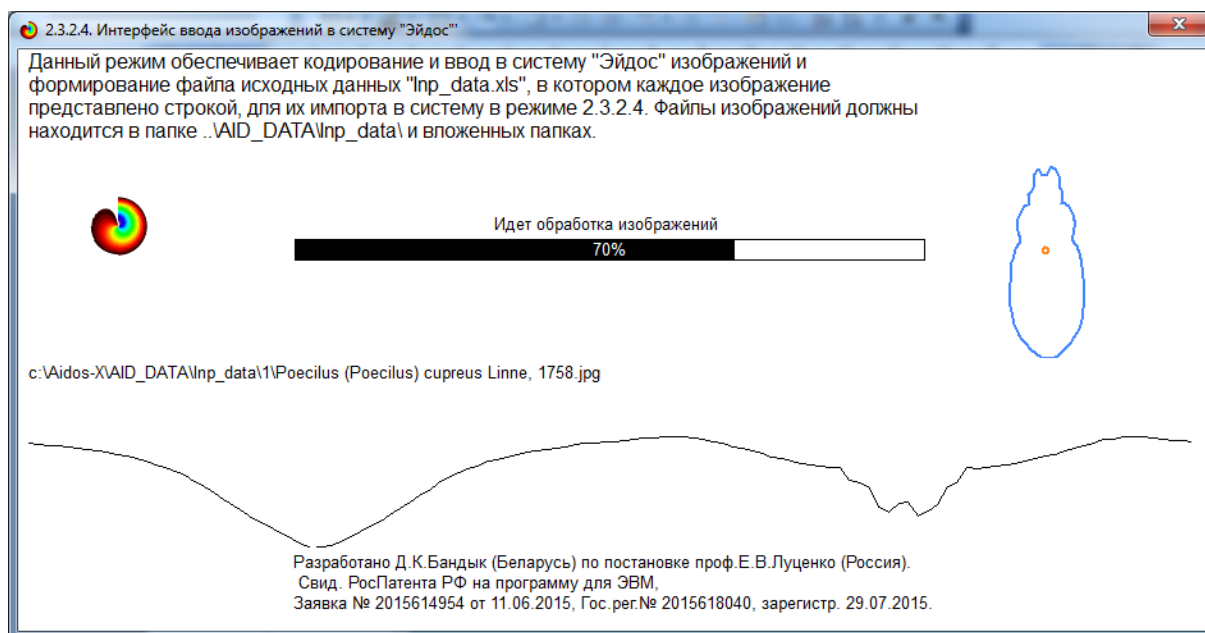 2.3.2.4. Интерфейс ввода изображений в систему "Эйдос"'
Данный режим обеспечивает кодирование и ввод в систему "Эйдос" изображений и
формирование файла исходных данных "Inp_data.xls", в котором каждое изображение
представлено строкой, для их импорта в систему в режиме 2.3.2.4. Файлы изображений должны
находится в папке ..\AID_DATA\Inp_data\ и вложенных папках.
Идет обработка изображений
70%
c:\Aidos-X\AID_DATA\Inp_data\1\Poecilus (Poecilus) cupreus Linne, 1758.jpg
Разработано Д.К.Бандык (Беларусь) по постановке проф.Е.В.Луценко (Россия).
Свид. РосПатента РФ на программу для ЭВМ,
Заявка № 2015614954 от 11.06.2015, Гос.рег.№ 2015618040, зарегистр. 29.07.2015.